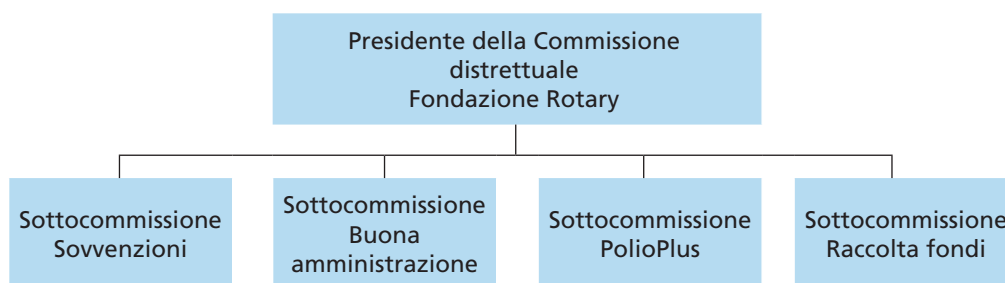 Presidente della Commissione
distrettuale
Fondazione Rotary
Sottocommissione
Sovvenzioni
Sottocommissione
Buona
amministrazione
Sottocommissione
PolioPlus
Sottocommissione
Raccolta fondi